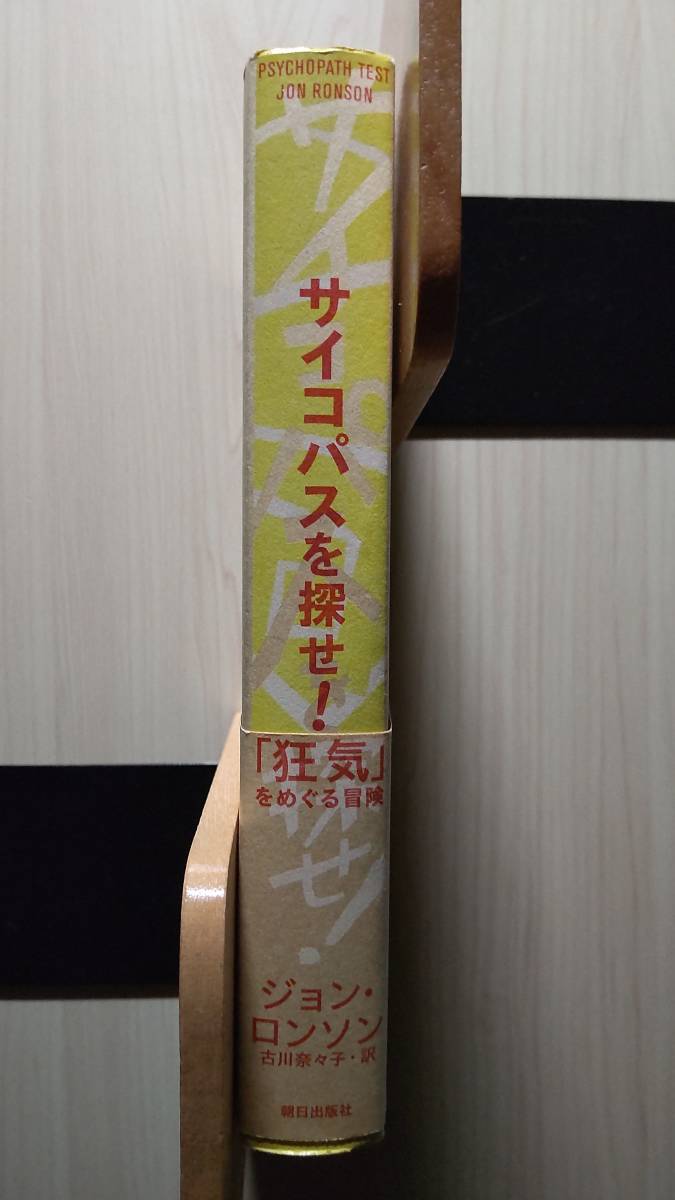 PSYCHOPATH TEST
JON RONSON
サイコパスを探せ!
「狂気」
をめぐる冒険
ジョン・
ロンソン
古川奈々子・訳
朝日出版社